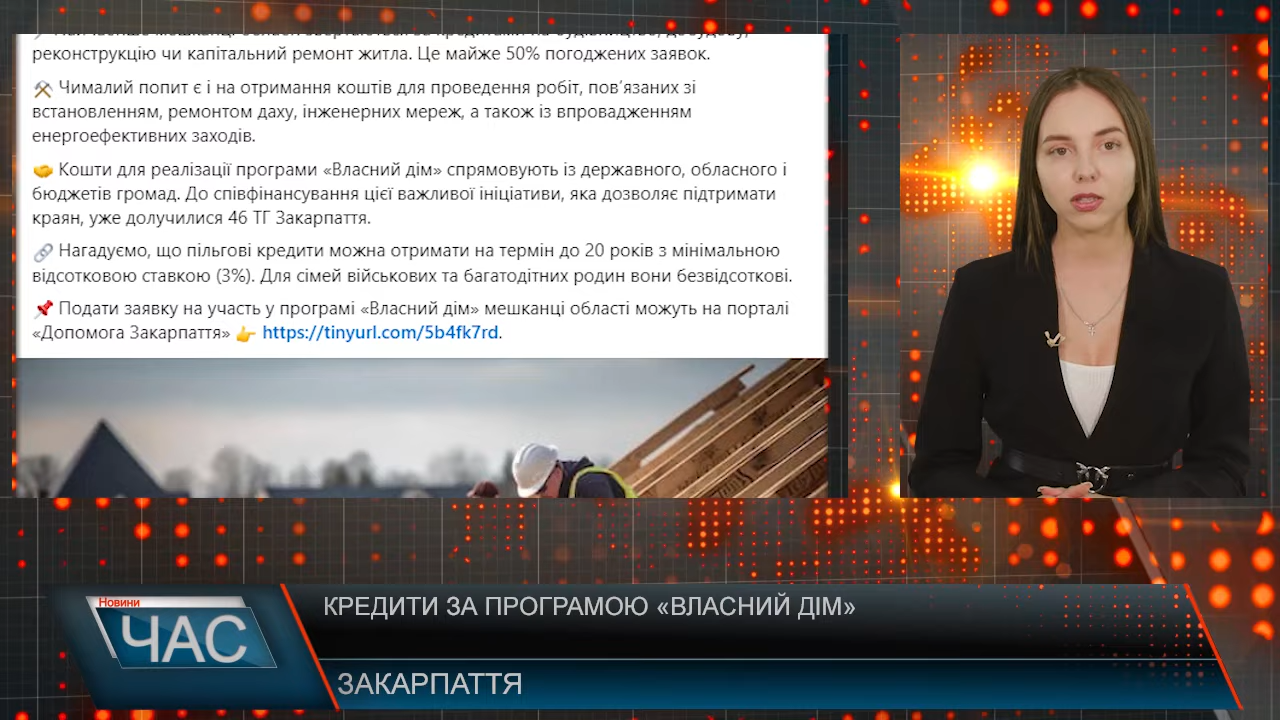 реконструкцію чи капітальний ремонт житла. Це майже 50% погоджених заявок.
Чималий попит є і на отримання коштів для проведення робіт, пов’язаних зі
встановленням, ремонтом даху, інженерних мереж, а також із впровадженням
енергоефективних заходів.
Кошти для реалізації програми «Власний дім» спрямовують із державного, обласного і
бюджетів громад. До співфінансування цієї важливої ініціативи, яка дозволяє підтримати
краян, уже долучилися 46 ТГ Закарпаття.
Нагадуємо, що пільгові кредити можна отримати на термін до 20 років з мінімальною
відсотковою ставкою (3%). Для сімей військових та багатодітних родин вони безвідсоткові.
Подати заявку на участь у програмі «Власний дім» мешканці області можуть на порталі
«Допомога Закарпаття» https://tinyurl.com/5b4fk7rd.
Новини
ЧАС
КРЕДИТИ ЗА ПРОГРАМОЮ «ВЛАСНИЙ ДІМ»
ЗАКАРПАТТЯ